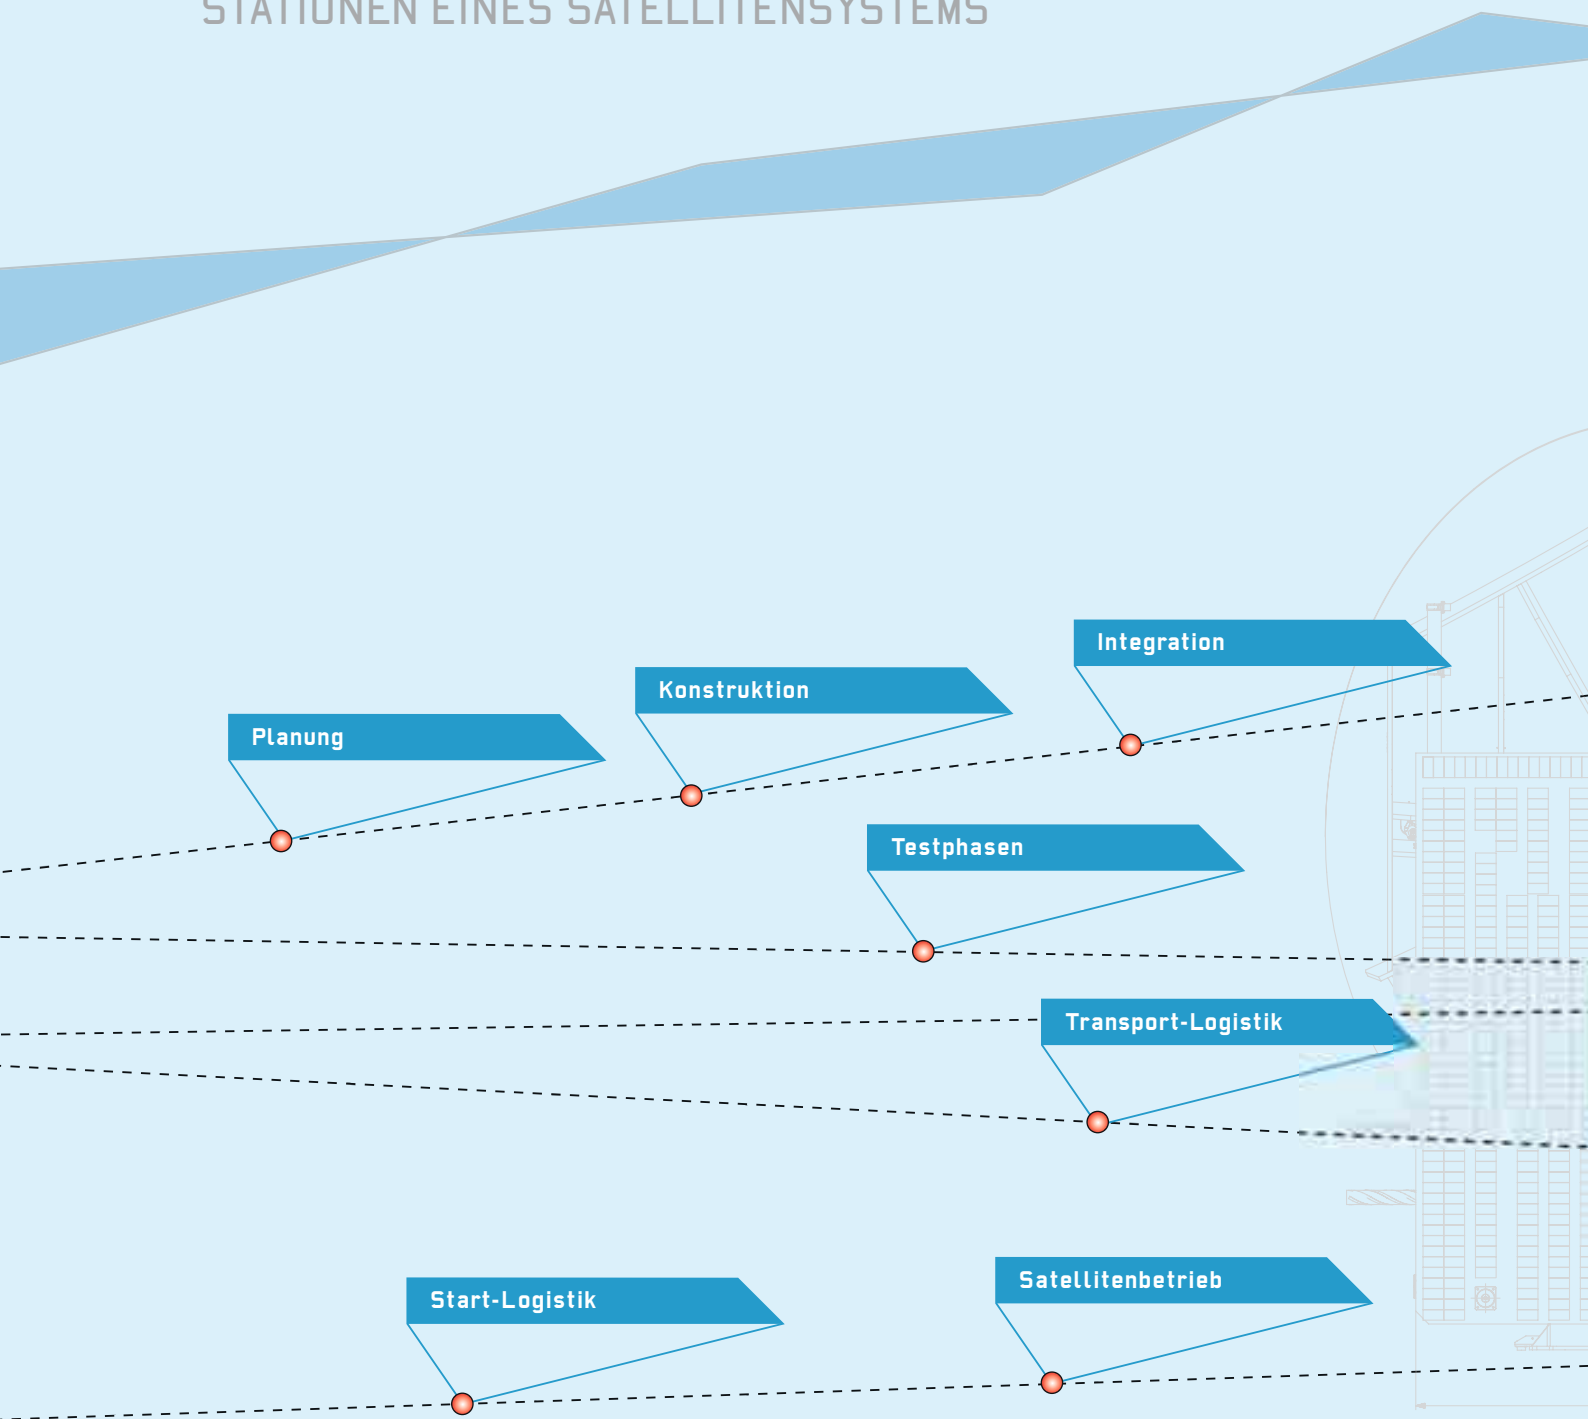 STATIONEN EINES SATELLITENSYSTEMS
Integration
Konstruktion
Planung
Testphasen
Transport-Logistik
Satellitenbetrieb
Start-Logistik